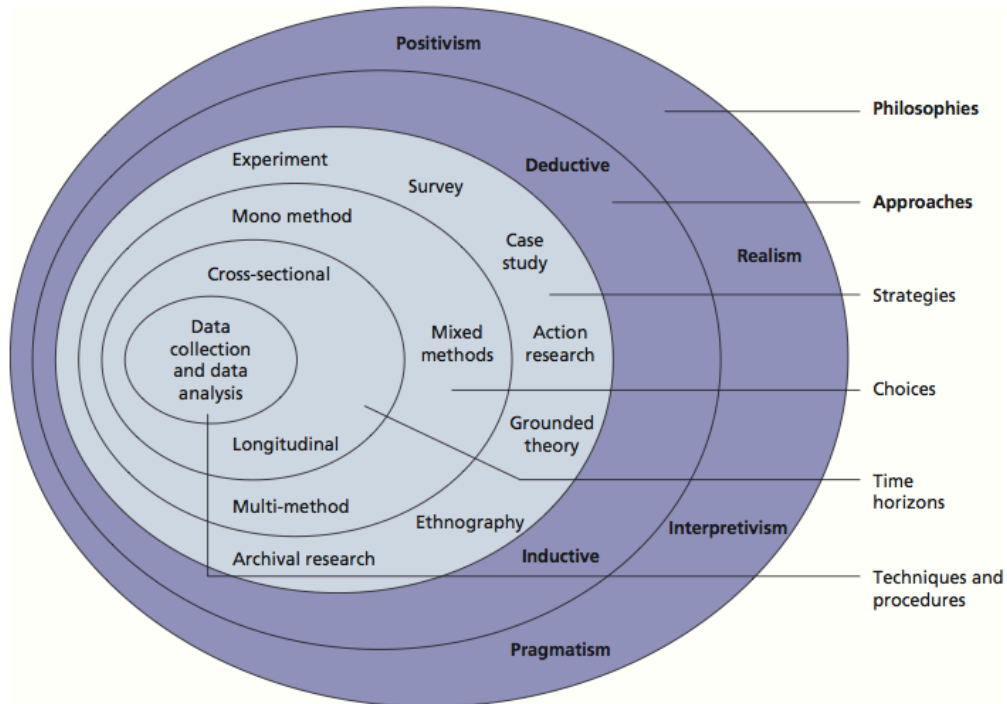 Positivism
Philosophies
Experiment
Deductive
Survey
Approaches
Mono method
Case
study
Realism
Cross-sectional
Strategies
Data
collection
and data
analysis
Mixed
methods
Action
research
Choices
Grounded
theory
Longitudinal
Time
horizons
Multi-method
Ethnography
Interpretivism
Archival research
Inductive
Techniques and
procedures
Pragmatism